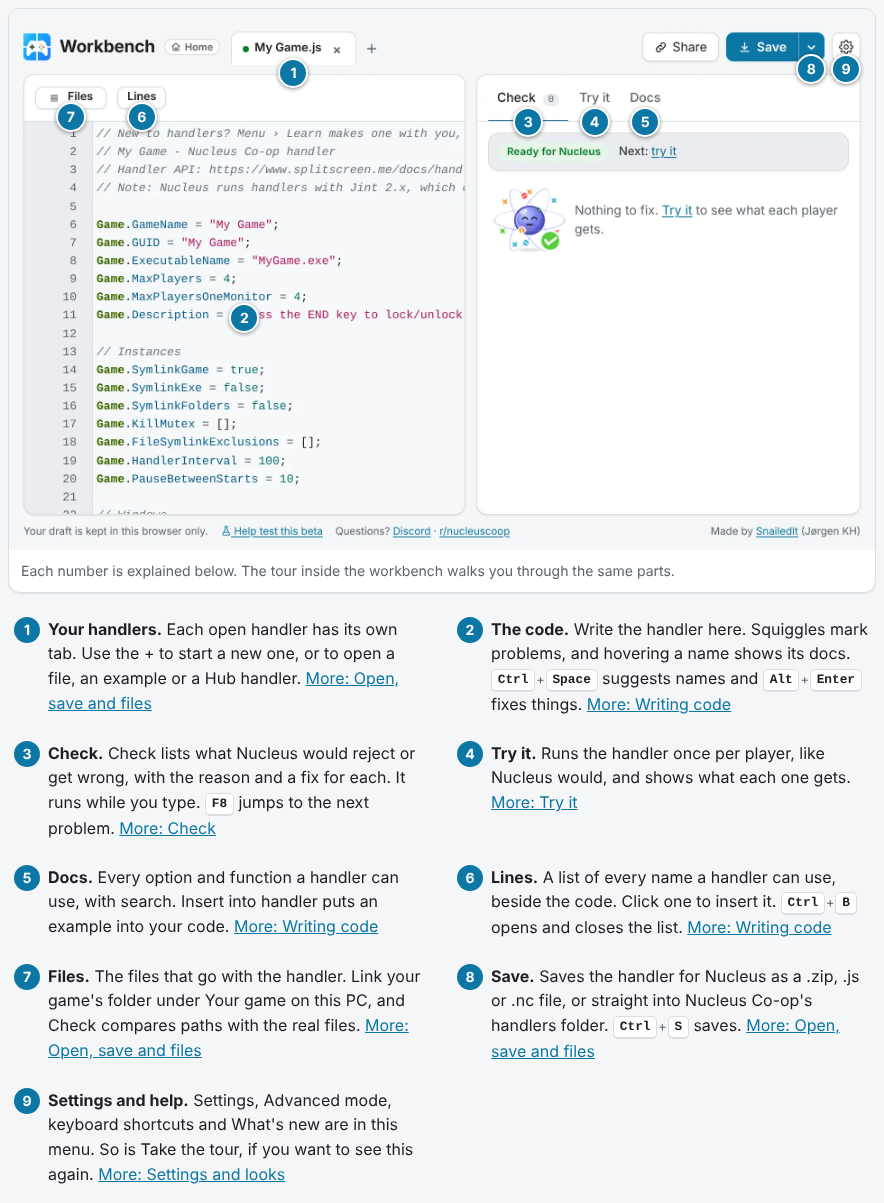 Workbench
Home
My Game.js ×
+
Share
Save
1
8
9
Files
Lines
7
6
Check 0
Try it
Docs
3
4
5
Ready for Nucleus
Next: try it
Nothing to fix. Try it to see what each player
gets.
1 // New to handlers? Menu › Learn makes one with you,
2 // My Game - Nucleus Co-op handler
3 // Handler API: https://www.splitscreen.me/docs/hand
4 // Note: Nucleus runs handlers with Jint 2.x, which
5
6 Game.GameName = "My Game";
7 Game.GUID = "My Game";
8 Game.ExecutableName = "MyGame.exe";
9 Game.MaxPlayers = 4;
10 Game.MaxPlayersOneMonitor = 4;
11 Game.Description = 2 ss the END key to lock/unlock
12
13 // Instances
14 Game.SymlinkGame = true;
15 Game.SymlinkExe = false;
16 Game.SymlinkFolders = false;
17 Game.KillMutex = [];
18 Game.FileSymlinkExclusions = [];
19 Game.HandlerInterval = 100;
20 Game.PauseBetweenStarts = 10;
21
22 // Windows
Your draft is kept in this browser only. Help test this beta Questions? Discord · r/nucleuscoop
Made by SnailedIt (Jørgen KH)
Each number is explained below. The tour inside the workbench walks you through the same parts.
1 Your handlers. Each open handler has its own
tab. Use the + to start a new one, or to open a
file, an example or a Hub handler. More: Open,
save and files
2 The code. Write the handler here. Squiggles mark
problems, and hovering a name shows its docs.
Ctrl + Space suggests names and Alt + Enter
fixes things. More: Writing code
3 Check. Check lists what Nucleus would reject or
get wrong, with the reason and a fix for each. It
runs while you type. F8 jumps to the next
problem. More: Check
4 Try it. Runs the handler once per player, like
Nucleus would, and shows what each one gets.
More: Try it
5 Docs. Every option and function a handler can
use, with search. Insert into handler puts an
example into your code. More: Writing code
6 Lines. A list of every name a handler can use,
beside the code. Click one to insert it. Ctrl + B
opens and closes the list. More: Writing code
7 Files. The files that go with the handler. Link your
game's folder under Your game on this PC, and
Check compares paths with the real files. More:
Open, save and files
8 Save. Saves the handler for Nucleus as a .zip, .js
or .nc file, or straight into Nucleus Co-op's
handlers folder. Ctrl + S saves. More: Open,
save and files
9 Settings and help. Settings, Advanced mode,
keyboard shortcuts and What's new are in this
menu. So is Take the tour, if you want to see this
again. More: Settings and looks